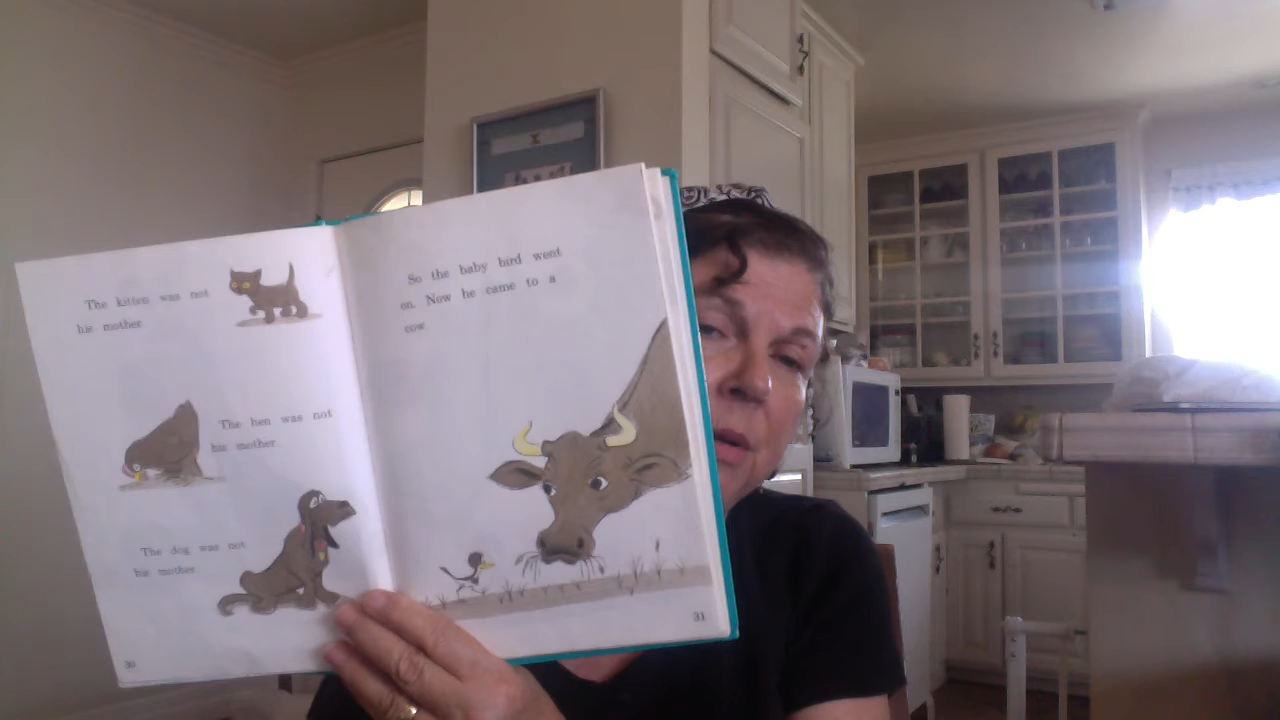 The kitten was not
his mother.
The hen was not
his mother.
The dog was not
his mother.
30
So the baby bird went
on. Now he came to a
cow.
31